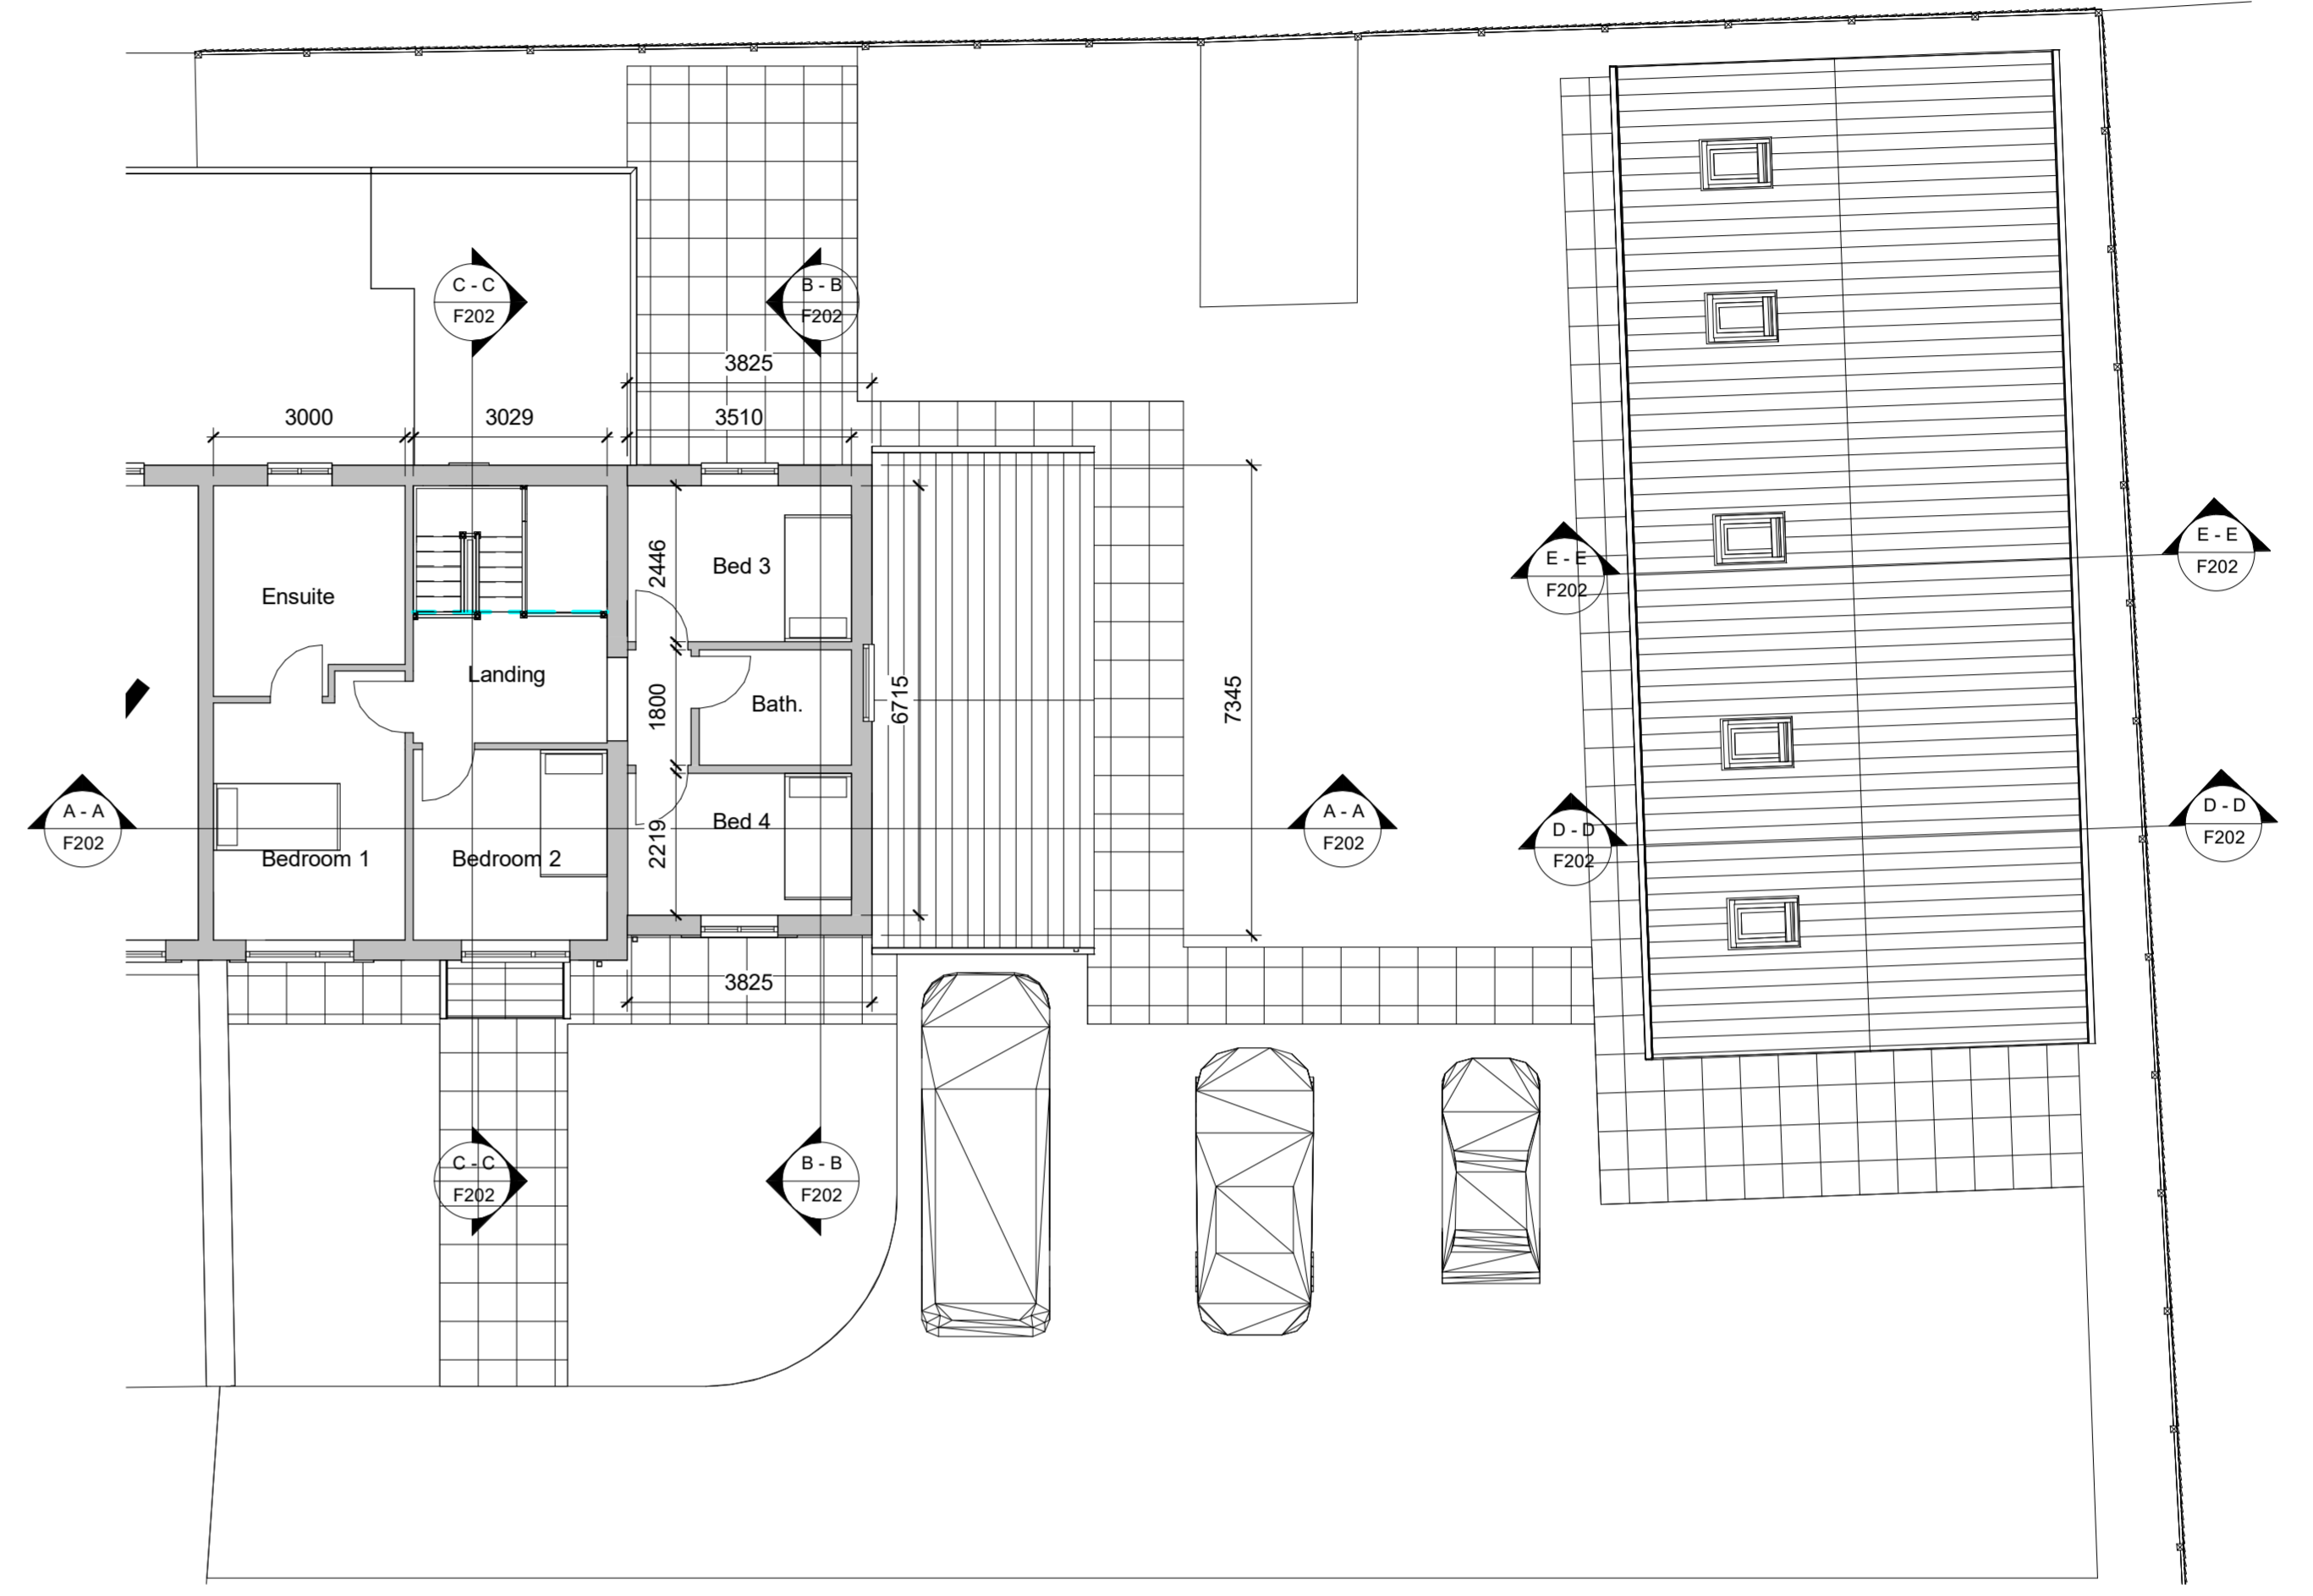 C - C
F202
B - B
F202
3825
3000
3029
3510
E - E
F202
E - E
F202
2446
Bed 3
Ensuite
Landing
1800
Bath.
6715
7345
A - A
F202
Bedroom 1
Bedroom 2
2219
Bed 4
A - A
F202
D - D
F202
D - D
F202
3825
C - C
F202
B - B
F202